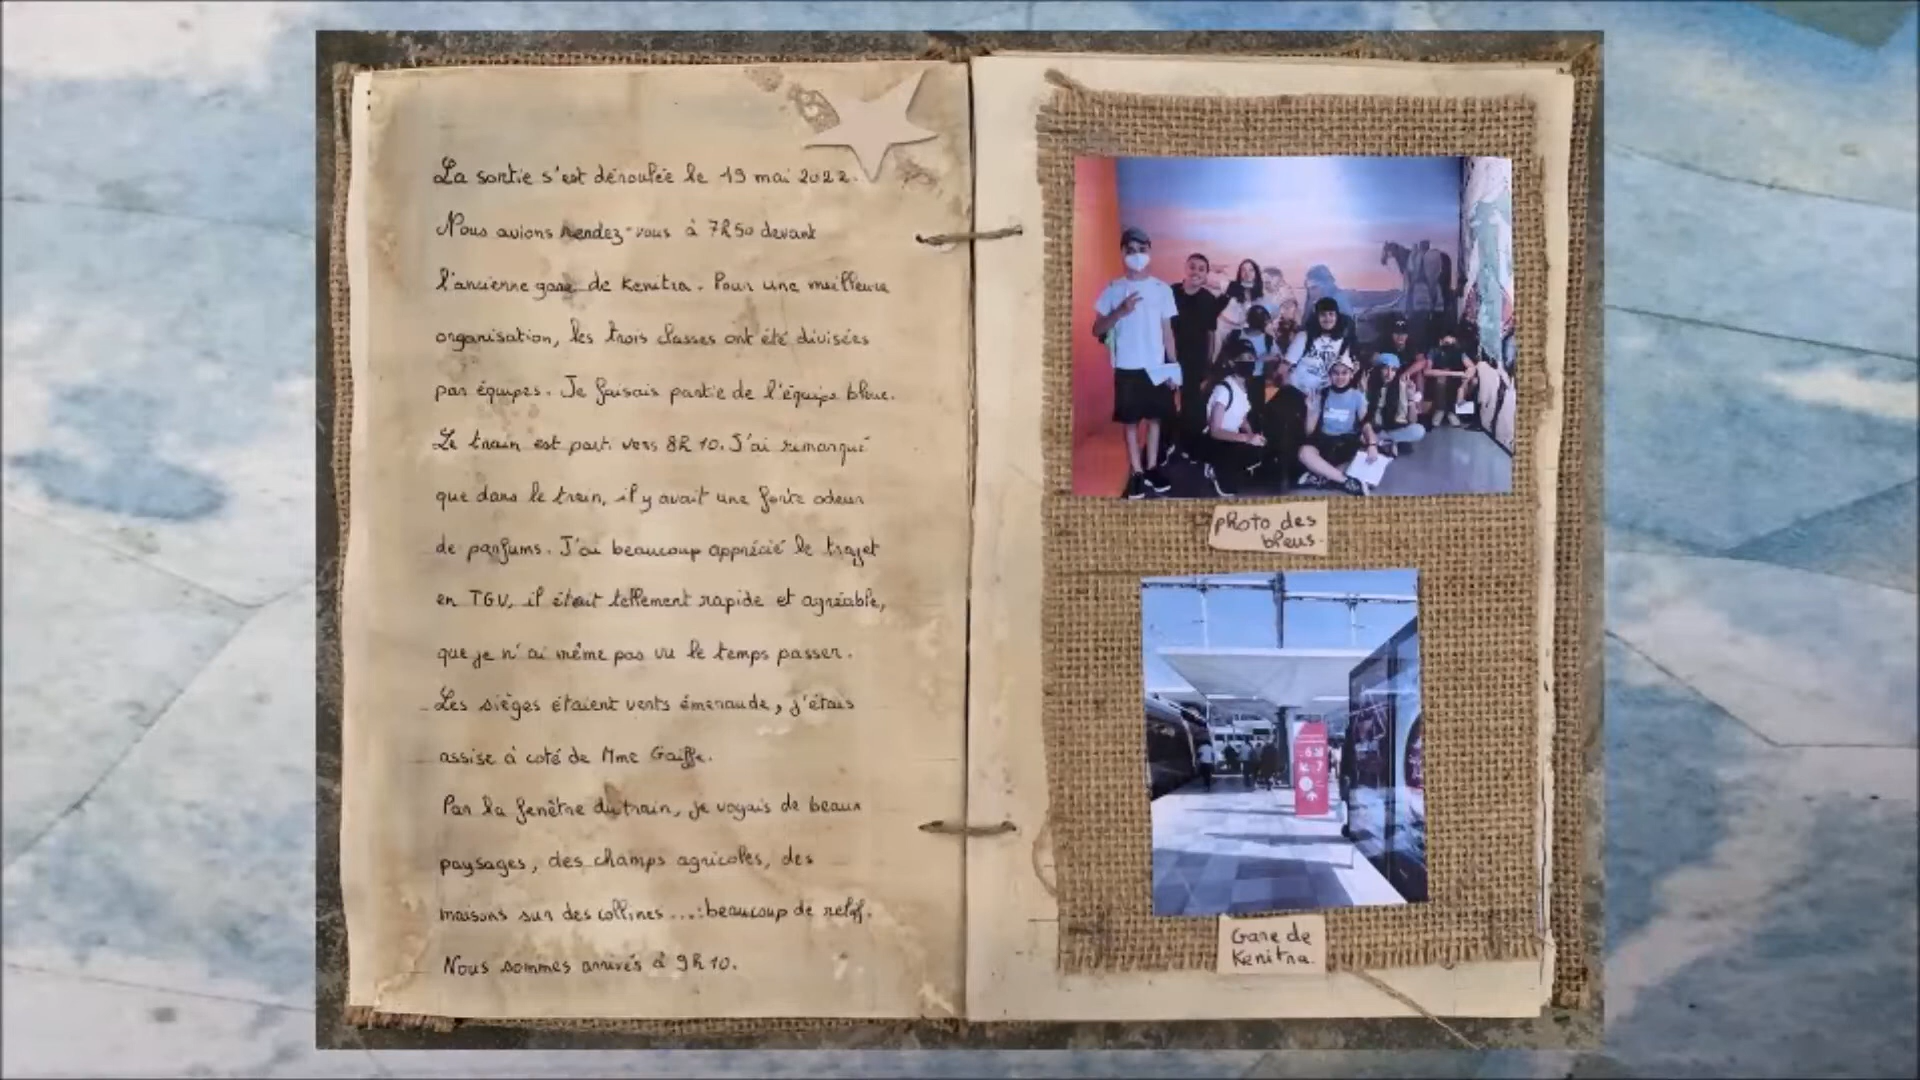 La sortie s'est déroulée le 19 mai 2022.
Nous avions rendez-vous à 7h50 devant
l'ancienne gare de Kenitra. Pour une meilleure
organisation, les trois classes ont été divisées
par équipes. Je faisais partie de l'équipe bleue.
Le train est parti vers 8h10. J'ai remarqué
que dans le train, il y avait une forte odeur
de parfums. J'ai beaucoup apprécié le trajet
en TGV, il était tellement rapide et agréable,
que je n'ai même pas vu le temps passer.
Les sièges étaient verts émeraude, j'étais
assise à coté de Mme Gaiffe.
Par la fenêtre du train, je voyais de beaux
paysages, des champs agricoles, des
maisons sur des collines ...: beaucoup de relief.
Nous sommes arrivés à 9h10.
photo des
bleus.
Gare de
Kenitra.